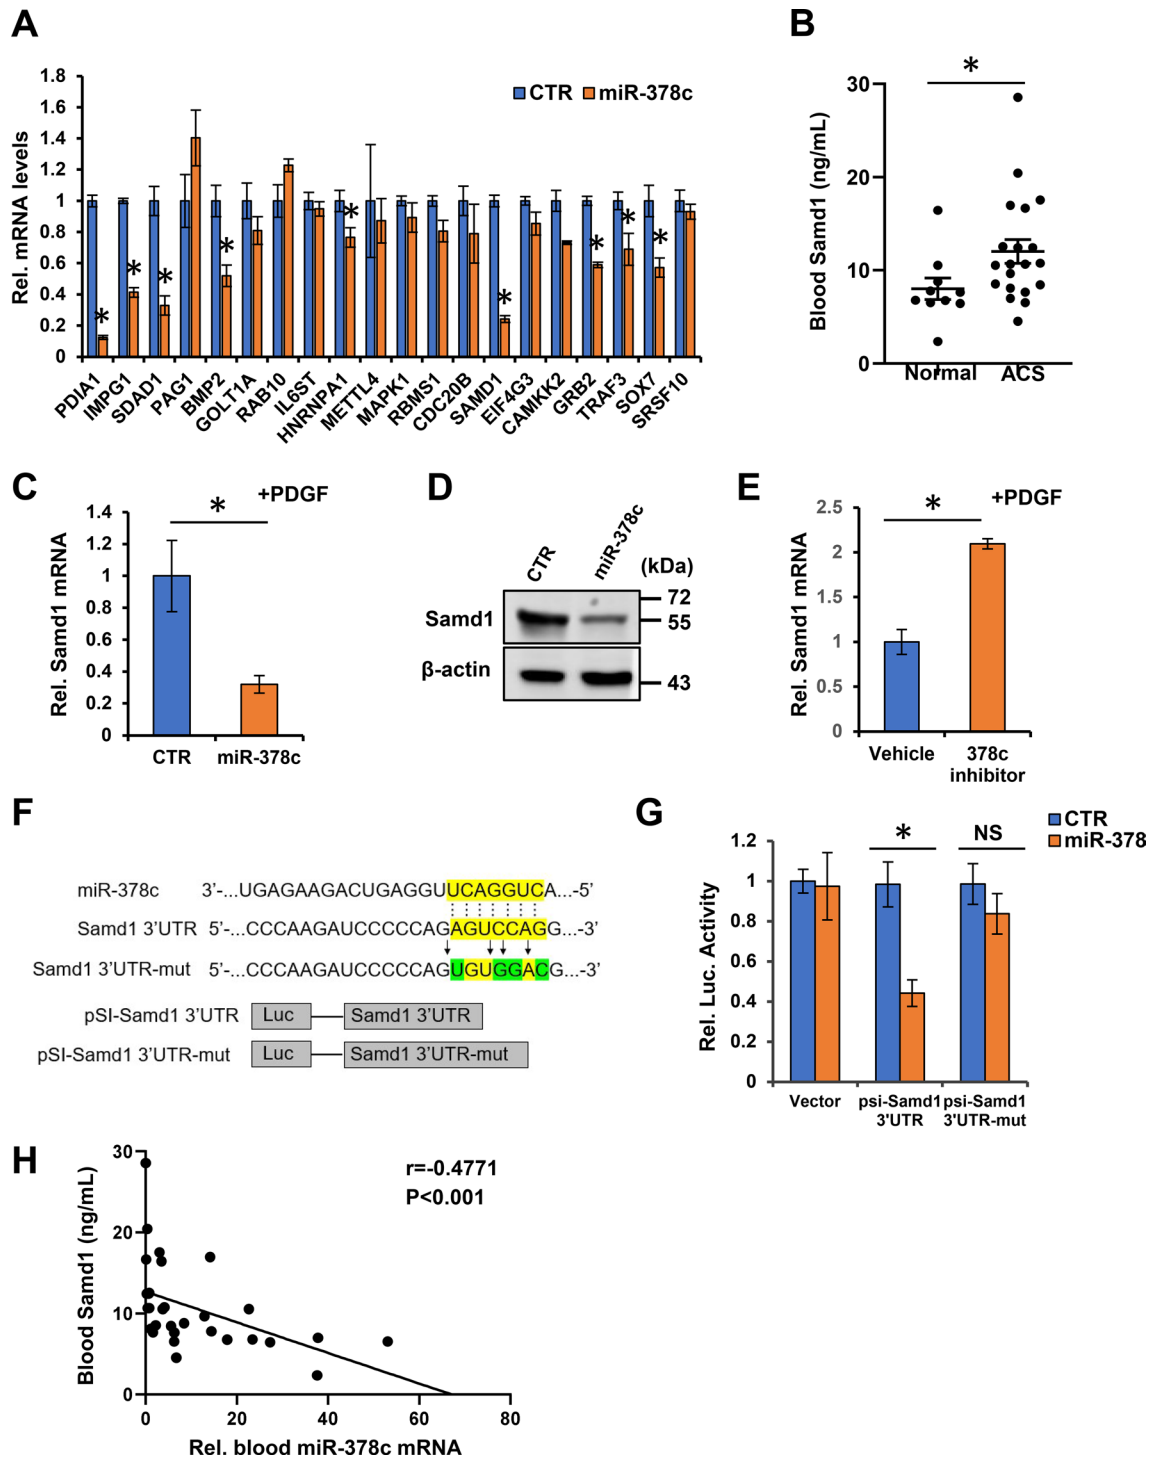 A
Rel. mRNA levels
1.8
1.6
1.4
1.2
1
0.8
0.6
0.4
0.2
0
CTR miR-378c
* * * * * * * * *
PDIA1 IMPG1 SDAD1 PAG1 BMP2 GOLT1A RAB10 IL6ST HNRNPA1 METTL4 MAPK1 RBMS1 CDC20B SAMD1 EIF4G3 CAMKK2 GRB2 TRAF3 SOX7 SRSF10
B
Blood Samd1 (ng/mL)
30
20
10
0
*
Normal ACS
C
+PDGF
*
Rel. Samd1 mRNA
1.4
1.2
1
0.8
0.6
0.4
0.2
0
CTR miR-378c
D
CTR miR-378c (kDa)
Samd1
72
55
β-actin
43
E
+PDGF
*
Rel. Samd1 mRNA
2.5
2
1.5
1
0.5
0
Vehicle 378c
inhibitor
F
miR-378c 3'-...UGAGAAGACUGAGGUUCAGGUCA...-5'
Samd1 3'UTR 5'-...CCCAAGAUCCCCCAGAGUCCAGG...-3'
Samd1 3'UTR-mut 5'-...CCCAAGAUCCCCCAGUGUGGACG...-3'
pSI-Samd1 3'UTR Luc Samd1 3'UTR
pSI-Samd1 3'UTR-mut Luc Samd1 3'UTR-mut
G
CTR
miR-378
Rel. Luc. Activity
1.2
1
0.8
0.6
0.4
0.2
0
* NS
Vector psi-Samd1 psi-Samd1
3'UTR 3'UTR-mut
H
r=-0.4771
P<0.001
Blood Samd1 (ng/mL)
30
20
10
0
0 20 40 60 80
Rel. blood miR-378c mRNA